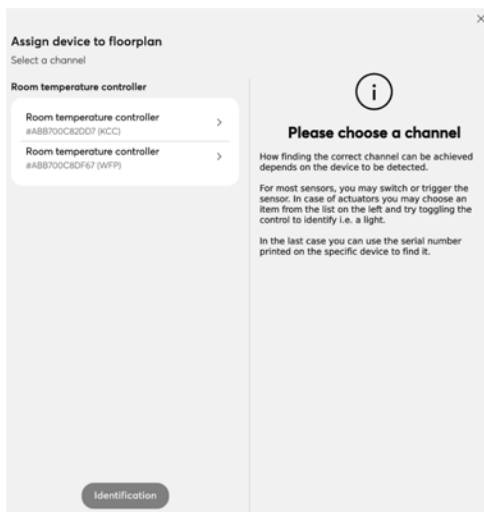 Assign device to floorplan
Select a channel
Room temperature controller
Room temperature controller
#ABB700C82DD7 (KCC)
Room temperature controller
#ABB700C8DF67 (WFP)
Identification
Please choose a channel
How finding the correct channel can be achieved
depends on the device to be detected.
For most sensors, you may switch or trigger the
sensor. In case of actuators you may choose an
item from the list on the left and try toggling the
control to identify i.e. a light.
In the last case you can use the serial number
printed on the specific device to find it.